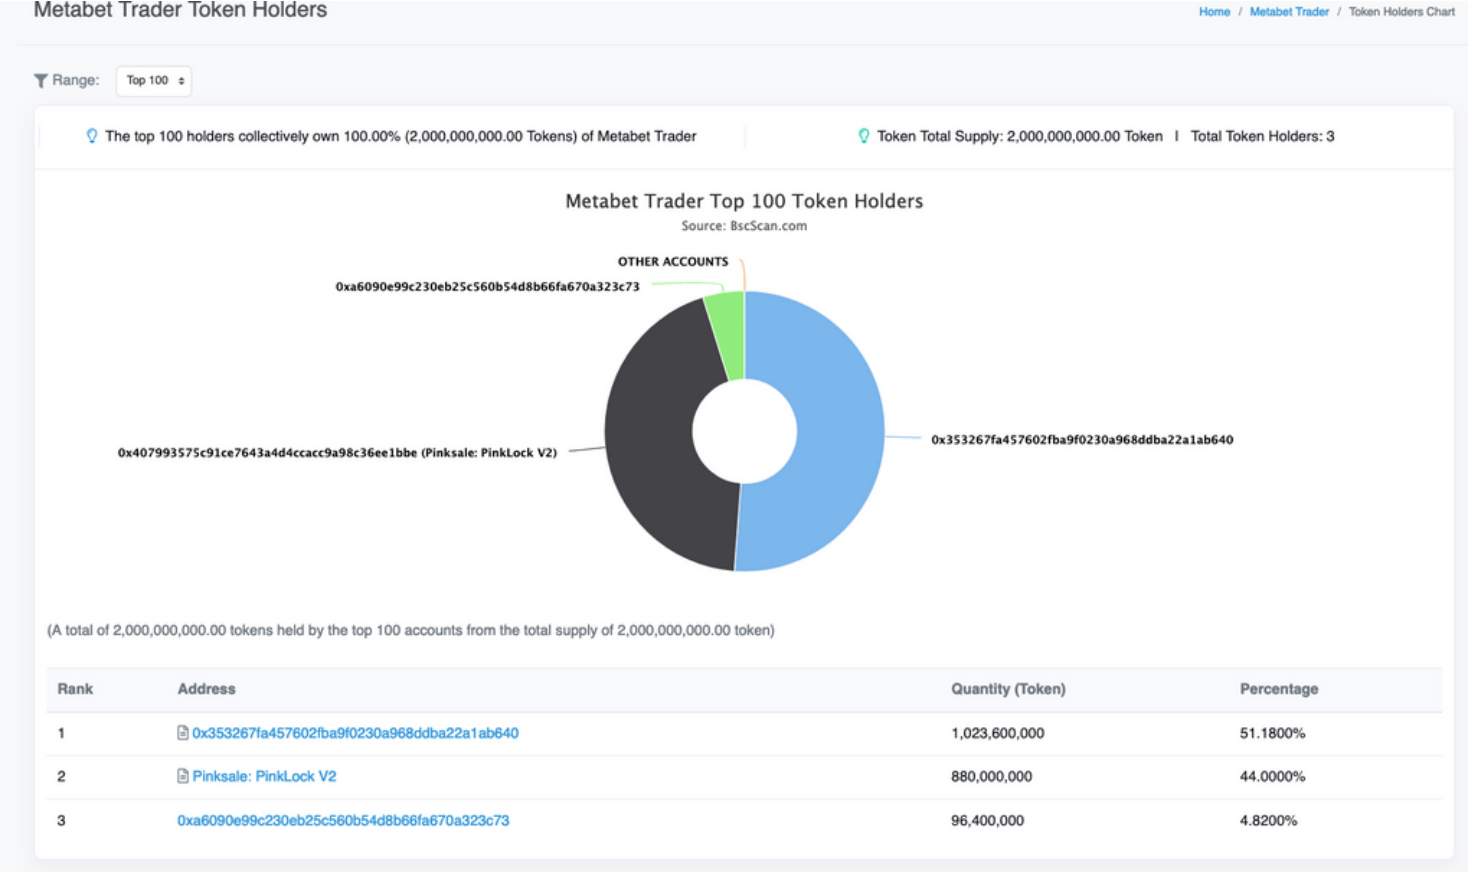 Metabet Trader Token Holders
Home / Metabet Trader / Token Holders Chart
Range: Top 100
The top 100 holders collectively own 100.00% (2,000,000,000.00 Tokens) of Metabet Trader
Token Total Supply: 2,000,000,000.00 Token | Total Token Holders: 3
Metabet Trader Top 100 Token Holders
Source: BscScan.com
OTHER ACCOUNTS
0xa6090e99c230eb25c560b54d8b66fa670a323c73
0x353267fa457602fba9f0230a968ddba22a1ab640
0x407993575c91ce7643a4d4ccacc9a98c36ee1bbe (Pinksale: PinkLock V2)
(A total of 2,000,000,000.00 tokens held by the top 100 accounts from the total supply of 2,000,000,000.00 token)
Rank Address Quantity (Token) Percentage
1 0x353267fa457602fba9f0230a968ddba22a1ab640 1,023,600,000 51.1800%
2 Pinksale: PinkLock V2 880,000,000 44.0000%
3 0xa6090e99c230eb25c560b54d8b66fa670a323c73 96,400,000 4.8200%